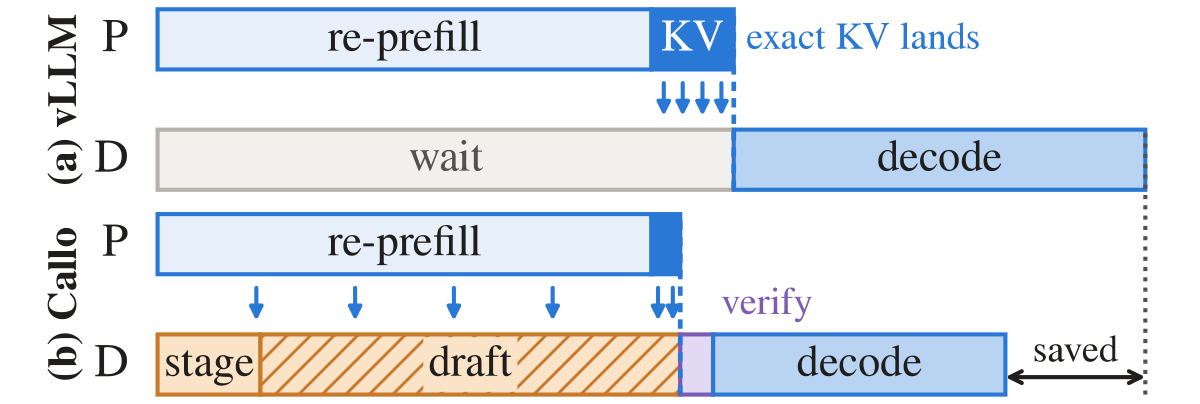 (a) vLLM
P
re-prefill
KV
exact KV lands
D
wait
decode
(b) Callo
P
re-prefill
verify
D
stage
draft
decode
saved